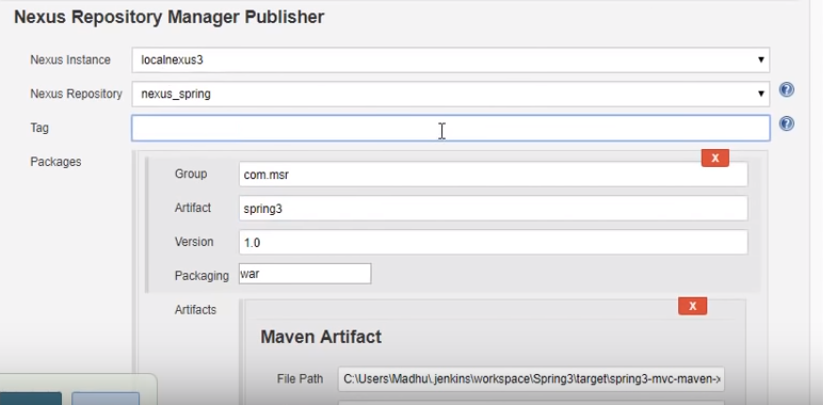 Nexus Repository Manager Publisher
Nexus Instance localnexus3
Nexus Repository nexus_spring
Tag
Packages X
Group com.msr
Artifact spring3
Version 1.0
Packaging war
Artifacts X
Maven Artifact
File Path C:\Users\Madhu\.jenkins\workspace\Spring3\target\spring3-mvc-maven-x